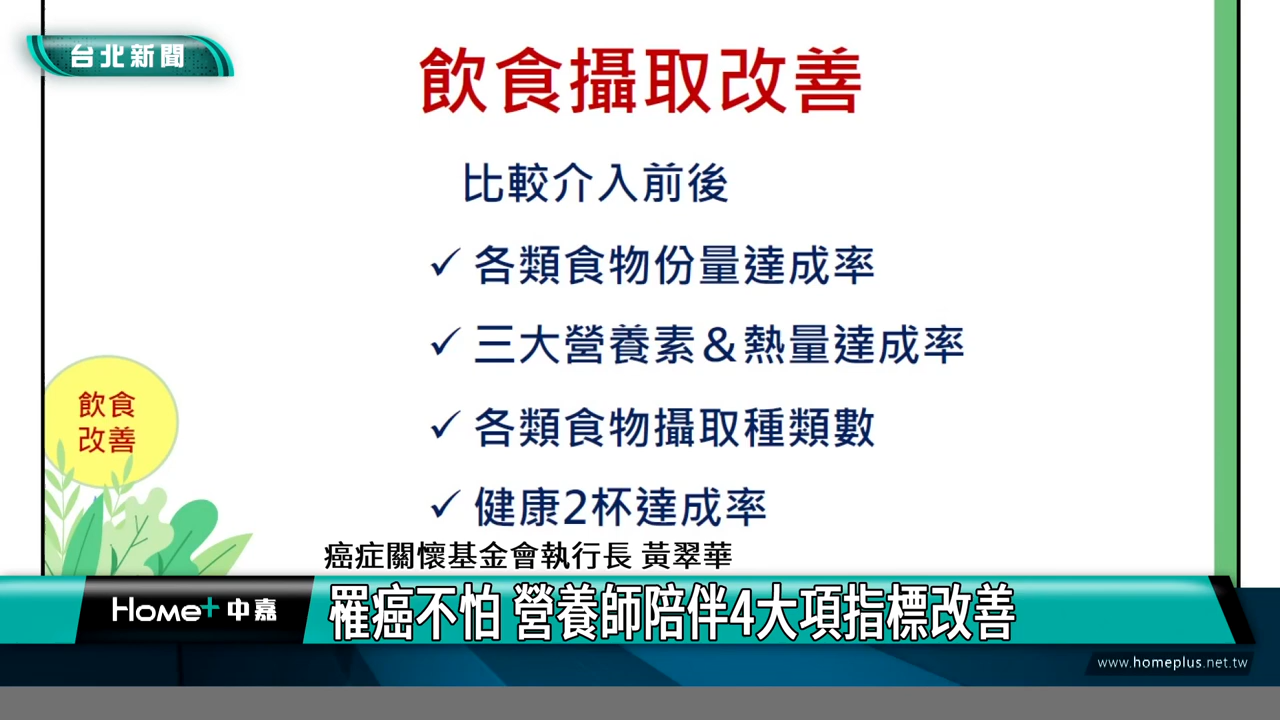 台北新聞
飲食攝取改善
比較介入前後
✓ 各類食物份量達成率
✓ 三大營養素＆熱量達成率
✓ 各類食物攝取種類數
✓ 健康2杯達成率
飲食
改善
癌症關懷基金會執行長 黃翠華
Home+中嘉
罹癌不怕 營養師陪伴4大項指標改善
www.homeplus.net.tw